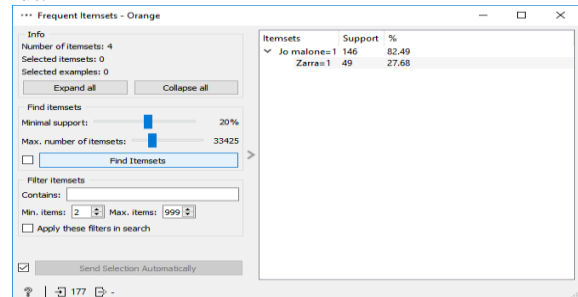 Frequent Itemsets - Orange
Info
Number of itemsets: 4
Selected itemsets: 0
Selected examples: 0
Expand all Collapse all
Find itemsets
Minimal support: 20%
Max. number of itemsets: 33425
Find Itemsets
Filter itemsets
Contains:
Min. items: 2 Max. items: 999
Apply these filters in search
Send Selection Automatically
? 177 -
Itemsets Support %
Jo malone=1 146 82.49
Zarra=1 49 27.68